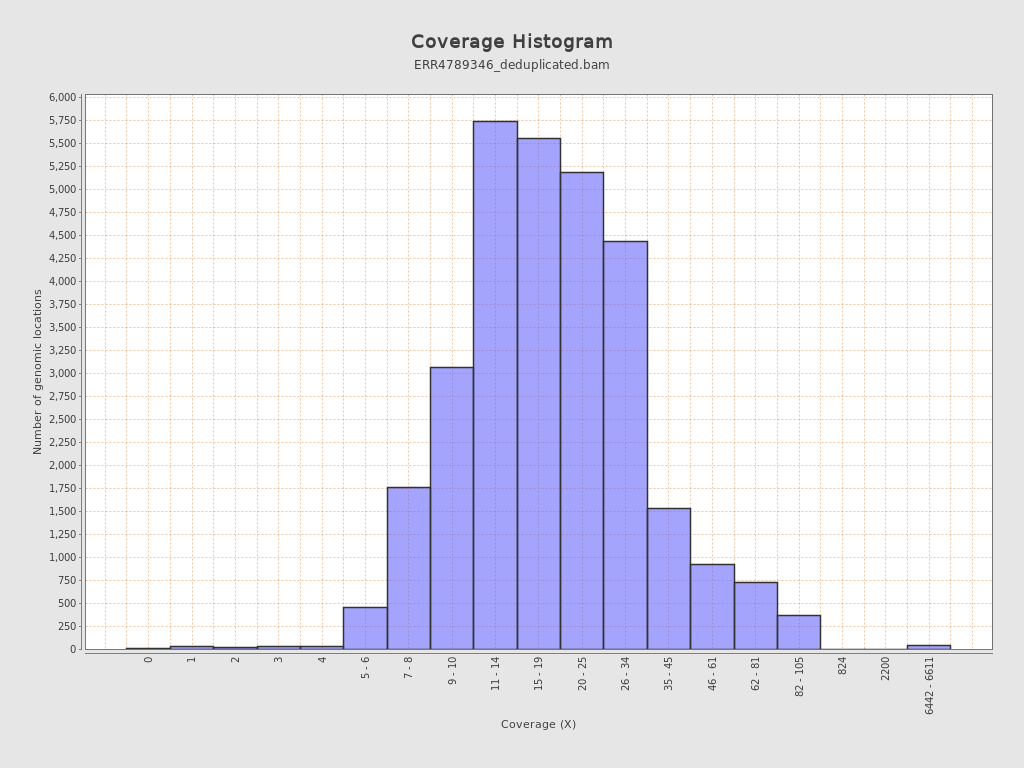 Coverage Histogram
ERR4789346_deduplicated.bam
Number of genomic locations
6,000
5,750
5,500
5,250
5,000
4,750
4,500
4,250
4,000
3,750
3,500
3,250
3,000
2,750
2,500
2,250
2,000
1,750
1,500
1,250
1,000
750
500
250
0
0
1
2
3
4
5 - 6
7 - 8
9 - 10
11 - 14
15 - 19
20 - 25
26 - 34
35 - 45
46 - 61
62 - 81
82 - 105
824
2200
6442 - 6611
Coverage (X)